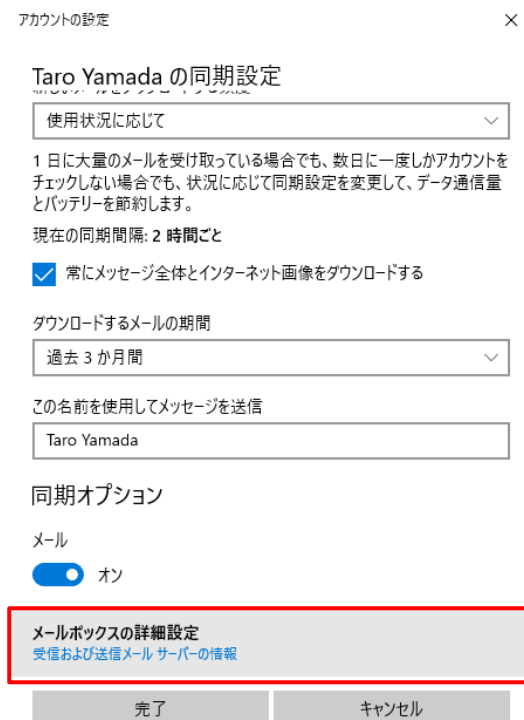 アカウントの設定
Taro Yamada の同期設定
使用状況に応じて
1 日に大量のメールを受け取っている場合でも、数日に一度しかアカウントを
チェックしない場合でも、状況に応じて同期設定を変更して、データ通信量
とバッテリーを節約します。
現在の同期間隔: 2 時間ごと
常にメッセージ全体とインターネット画像をダウンロードする
ダウンロードするメールの期間
過去 3 か月間
この名前を使用してメッセージを送信
Taro Yamada
同期オプション
メール
オン
メールボックスの詳細設定
受信および送信メール サーバーの情報
完了
キャンセル